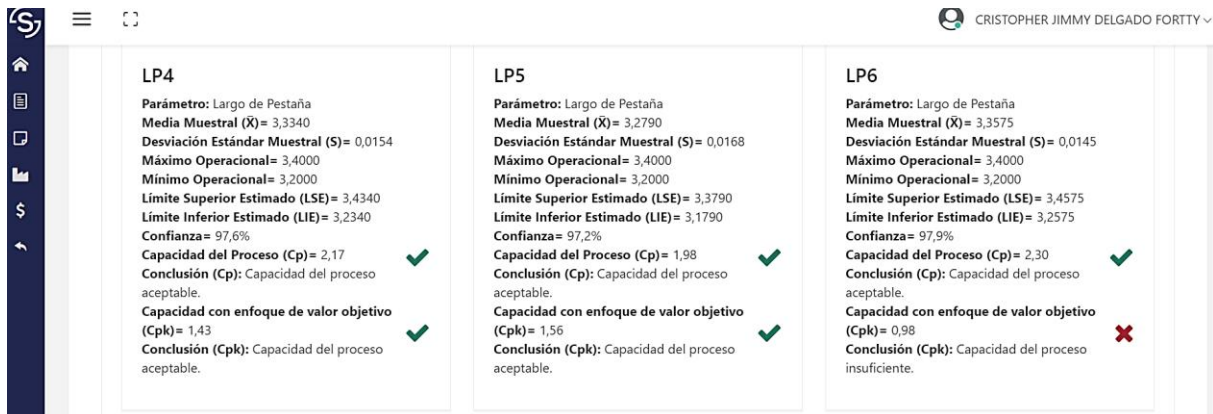 CRISTOPHER JIMMY DELGADO FORTTY
LP4
Parámetro: Largo de Pestaña
Media Muestral (X̄)= 3,3340
Desviación Estándar Muestral (S)= 0,0154
Máximo Operacional= 3,4000
Mínimo Operacional= 3,2000
Límite Superior Estimado (LSE)= 3,4340
Límite Inferior Estimado (LIE)= 3,2340
Confianza= 97,6%
Capacidad del Proceso (Cp)= 2,17
Conclusión (Cp): Capacidad del proceso
aceptable.
Capacidad con enfoque de valor objetivo
(Cpk)= 1,43
Conclusión (Cpk): Capacidad del proceso
aceptable.
LP5
Parámetro: Largo de Pestaña
Media Muestral (X̄)= 3,2790
Desviación Estándar Muestral (S)= 0,0168
Máximo Operacional= 3,4000
Mínimo Operacional= 3,2000
Límite Superior Estimado (LSE)= 3,3790
Límite Inferior Estimado (LIE)= 3,1790
Confianza= 97,2%
Capacidad del Proceso (Cp)= 1,98
Conclusión (Cp): Capacidad del proceso
aceptable.
Capacidad con enfoque de valor objetivo
(Cpk)= 1,56
Conclusión (Cpk): Capacidad del proceso
aceptable.
LP6
Parámetro: Largo de Pestaña
Media Muestral (X̄)= 3,3575
Desviación Estándar Muestral (S)= 0,0145
Máximo Operacional= 3,4000
Mínimo Operacional= 3,2000
Límite Superior Estimado (LSE)= 3,4575
Límite Inferior Estimado (LIE)= 3,2575
Confianza= 97,9%
Capacidad del Proceso (Cp)= 2,30
Conclusión (Cp): Capacidad del proceso
aceptable.
Capacidad con enfoque de valor objetivo
(Cpk)= 0,98
Conclusión (Cpk): Capacidad del proceso
insuficiente.